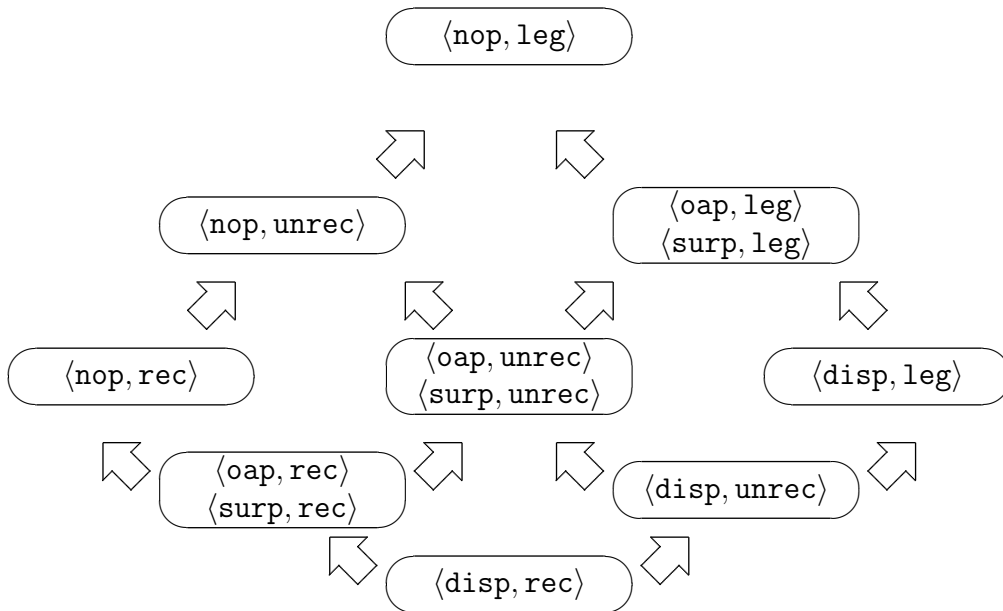 ⟨nop, leg⟩
⟨nop, unrec⟩
⟨oap, leg⟩
⟨surp, leg⟩
⟨nop, rec⟩
⟨oap, unrec⟩
⟨surp, unrec⟩
⟨disp, leg⟩
⟨oap, rec⟩
⟨surp, rec⟩
⟨disp, unrec⟩
⟨disp, rec⟩